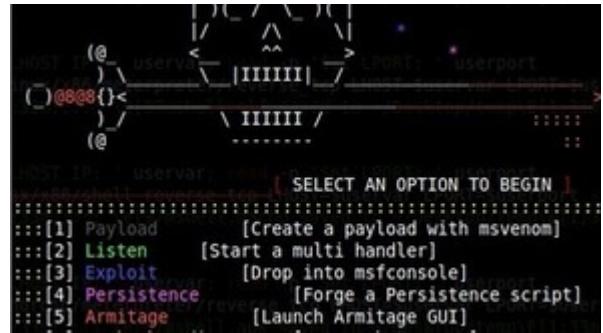 [ SELECT AN OPTION TO BEGIN ]
:::[1] Payload [Create a payload with msvenom]
:::[2] Listen [Start a multi handler]
:::[3] Exploit [Drop into msfconsole]
:::[4] Persistence [Forge a Persistence script]
:::[5] Armitage [Launch Armitage GUI]